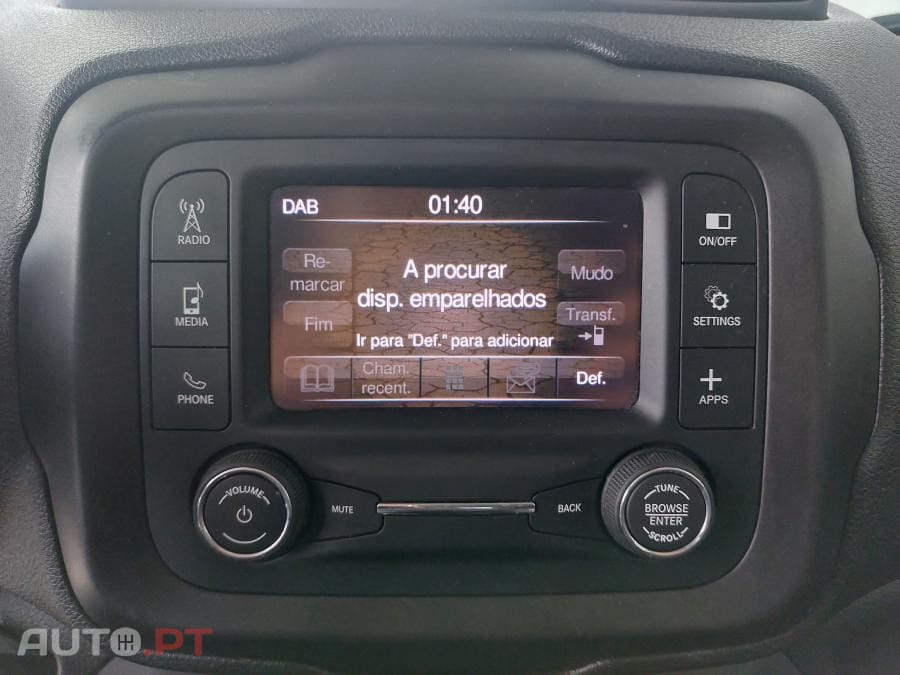 DAB
01:40
RADIO
MEDIA
PHONE
Re-
marcar
Fim
A procurar
disp. emparelhados
Ir para "Def." para adicionar
Mudo
Transf.
Cham.
recent.
Def.
ON/OFF
SETTINGS
APPS
VOLUME
MUTE
BACK
TUNE
BROWSE
ENTER
SCROLL
AUTO.PT